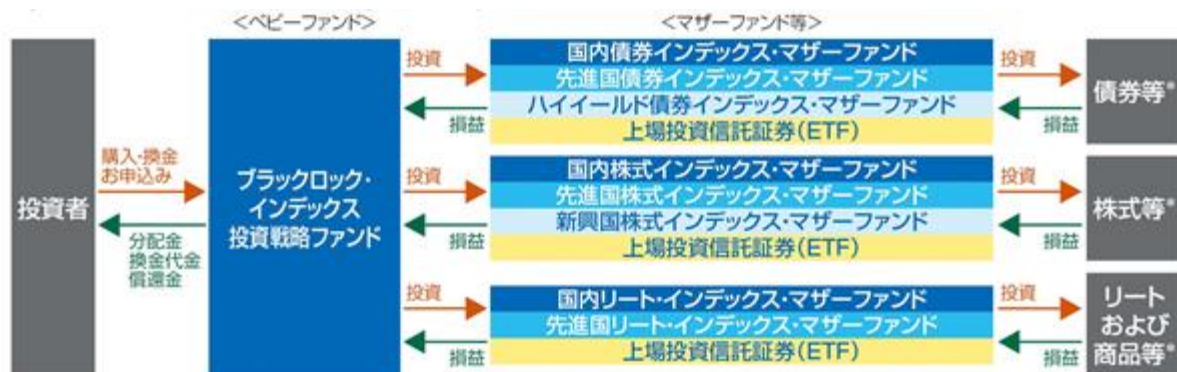 <ベビーファンド>
<マザーファンド等>
投資者
購入・換金
お申込み
分配金
換金代金
償還金
ブラックロック・
インデックス
投資戦略ファンド
投資
損益
国内債券インデックス・マザーファンド
先進国債券インデックス・マザーファンド
ハイイールド債券インデックス・マザーファンド
上場投資信託証券(ETF)
投資
損益
債券等*
投資
損益
国内株式インデックス・マザーファンド
先進国株式インデックス・マザーファンド
新興国株式インデックス・マザーファンド
上場投資信託証券(ETF)
投資
損益
株式等*
投資
損益
国内リート・インデックス・マザーファンド
先進国リート・インデックス・マザーファンド
上場投資信託証券(ETF)
投資
損益
リート
および
商品等*